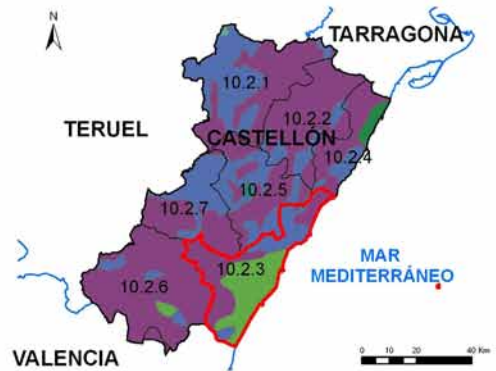 N
TARRAGONA
10.2.1
TERUEL
10.2.2
CASTELLÓN
10.2.4
10.2.5
10.2.7
10.2.3
MAR
MEDITERRÁNEO
10.2.6
VALENCIA
0 10 20 40 Km